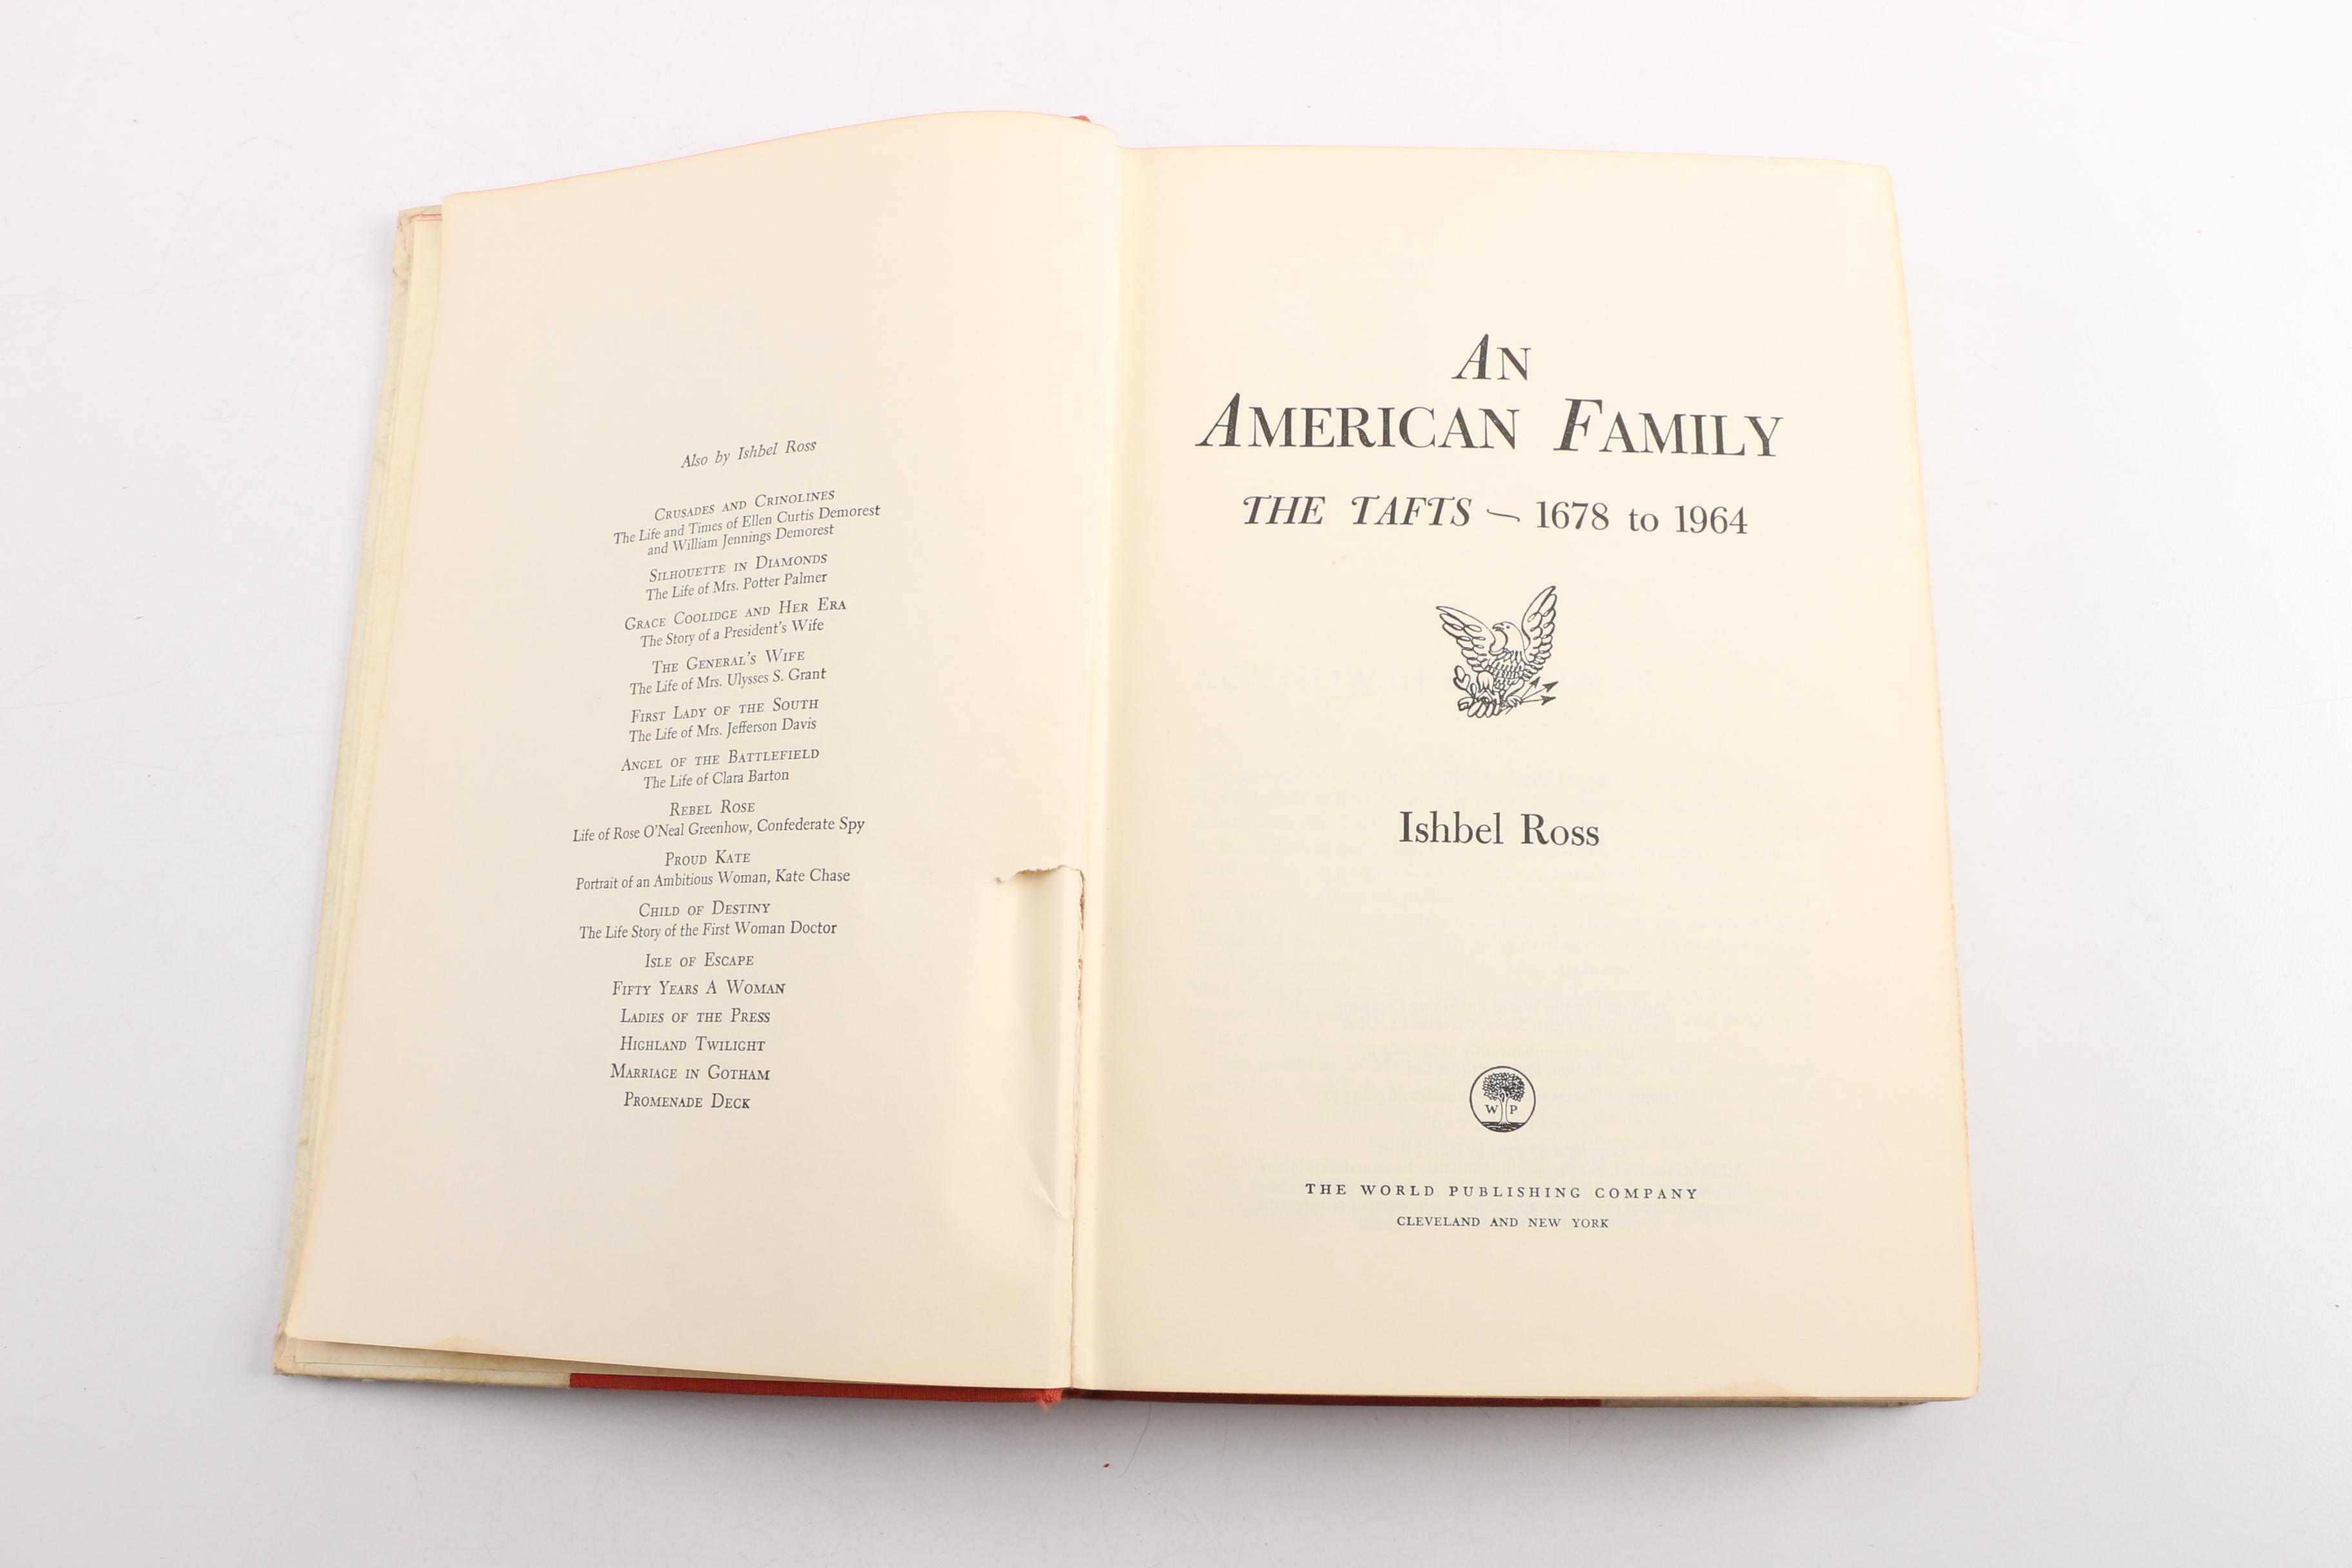 Also by Ishbel Ross
CRUSADES AND CRINOLINES
The Life and Times of Ellen Curtis Demorest
and William Jennings Demorest
SILHOUETTE IN DIAMONDS
The Life of Mrs. Potter Palmer
GRACE COOLIDGE AND HER ERA
The Story of a President's Wife
THE GENERAL'S WIFE
The Life of Mrs. Ulysses S. Grant
FIRST LADY OF THE SOUTH
The Life of Mrs. Jefferson Davis
ANGEL OF THE BATTLEFIELD
The Life of Clara Barton
REBEL ROSE
Life of Rose O'Neal Greenhow, Confederate Spy
PROUD KATE
Portrait of an Ambitious Woman, Kate Chase
CHILD OF DESTINY
The Life Story of the First Woman Doctor
ISLE OF ESCAPE
FIFTY YEARS A WOMAN
LADIES OF THE PRESS
HIGHLAND TWILIGHT
MARRIAGE IN GOTHAM
PROMENADE DECK
AN
AMERICAN FAMILY
THE TAFTS — 1678 to 1964
Ishbel Ross
W P
THE WORLD PUBLISHING COMPANY
CLEVELAND AND NEW YORK